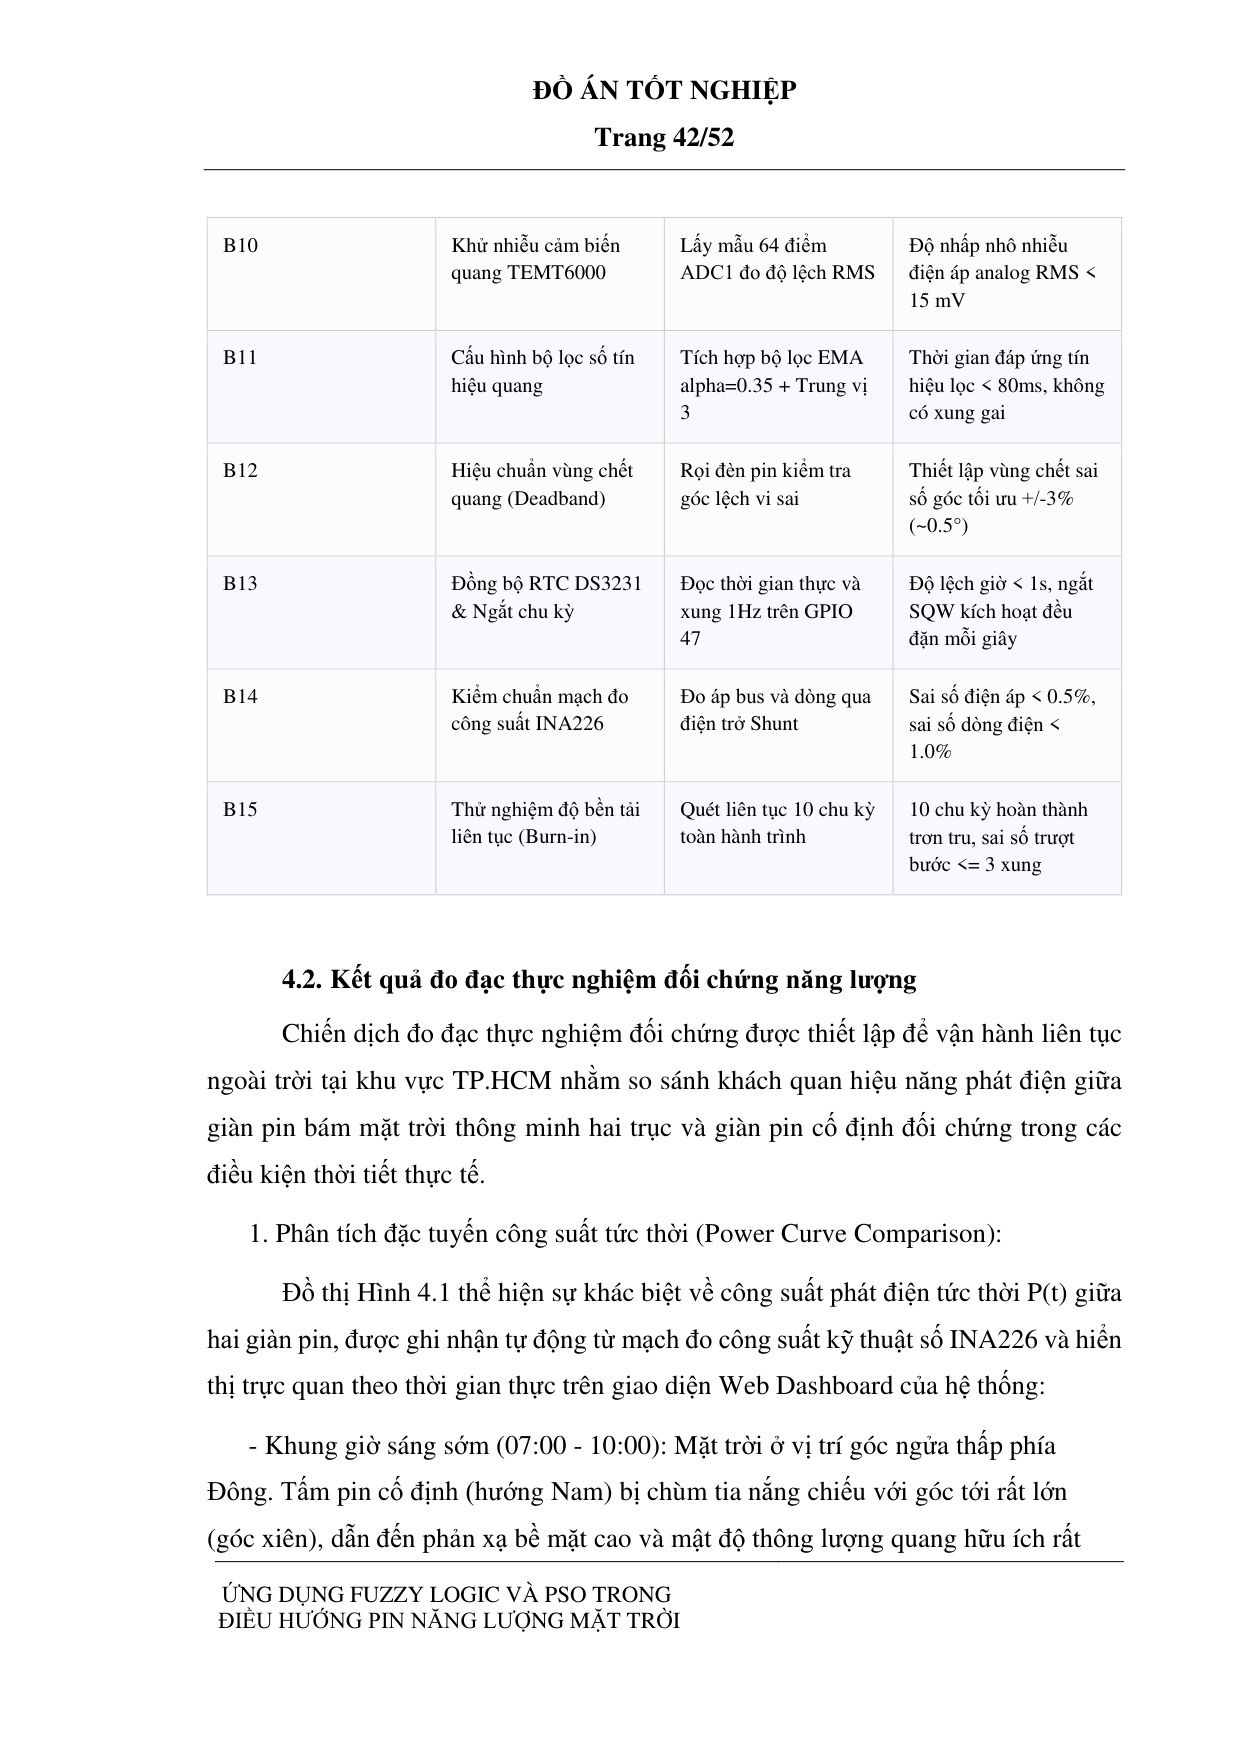 ĐỒ ÁN TỐT NGHIỆP
Trang 42/52
B10
Khử nhiễu cảm biến
quang TEMT6000
Lấy mẫu 64 điểm
ADC1 đo độ lệch RMS
Độ nhấp nhô nhiễu
điện áp analog RMS <
15 mV
B11
Cấu hình bộ lọc số tín
hiệu quang
Tích hợp bộ lọc EMA
alpha=0.35 + Trung vị
3
Thời gian đáp ứng tín
hiệu lọc < 80ms, không
có xung gai
B12
Hiệu chuẩn vùng chết
quang (Deadband)
Rọi đèn pin kiểm tra
góc lệch vi sai
Thiết lập vùng chết sai
số góc tối ưu +/-3%
(~0.5°)
B13
Đồng bộ RTC DS3231
& Ngắt chu kỳ
Đọc thời gian thực và
xung 1Hz trên GPIO
47
Độ lệch giờ < 1s, ngắt
SQW kích hoạt đều
đặn mỗi giây
B14
Kiểm chuẩn mạch đo
công suất INA226
Đo áp bus và dòng qua
điện trở Shunt
Sai số điện áp < 0.5%,
sai số dòng điện <
1.0%
B15
Thử nghiệm độ bền tải
liên tục (Burn-in)
Quét liên tục 10 chu kỳ
toàn hành trình
10 chu kỳ hoàn thành
trơn tru, sai số trượt
bước <= 3 xung
4.2. Kết quả đo đạc thực nghiệm đối chứng năng lượng
Chiến dịch đo đạc thực nghiệm đối chứng được thiết lập để vận hành liên tục
ngoài trời tại khu vực TP.HCM nhằm so sánh khách quan hiệu năng phát điện giữa
giàn pin bám mặt trời thông minh hai trục và giàn pin cố định đối chứng trong các
điều kiện thời tiết thực tế.
1. Phân tích đặc tuyến công suất tức thời (Power Curve Comparison):
Đồ thị Hình 4.1 thể hiện sự khác biệt về công suất phát điện tức thời P(t) giữa
hai giàn pin, được ghi nhận tự động từ mạch đo công suất kỹ thuật số INA226 và hiển
thị trực quan theo thời gian thực trên giao diện Web Dashboard của hệ thống:
- Khung giờ sáng sớm (07:00 - 10:00): Mặt trời ở vị trí góc ngửa thấp phía
Đông. Tấm pin cố định (hướng Nam) bị chùm tia nắng chiếu với góc tới rất lớn
(góc xiên), dẫn đến phản xạ bề mặt cao và mật độ thông lượng quang hữu ích rất
ỨNG DỤNG FUZZY LOGIC VÀ PSO TRONG
ĐIỀU HƯỚNG PIN NĂNG LƯỢNG MẶT TRỜI